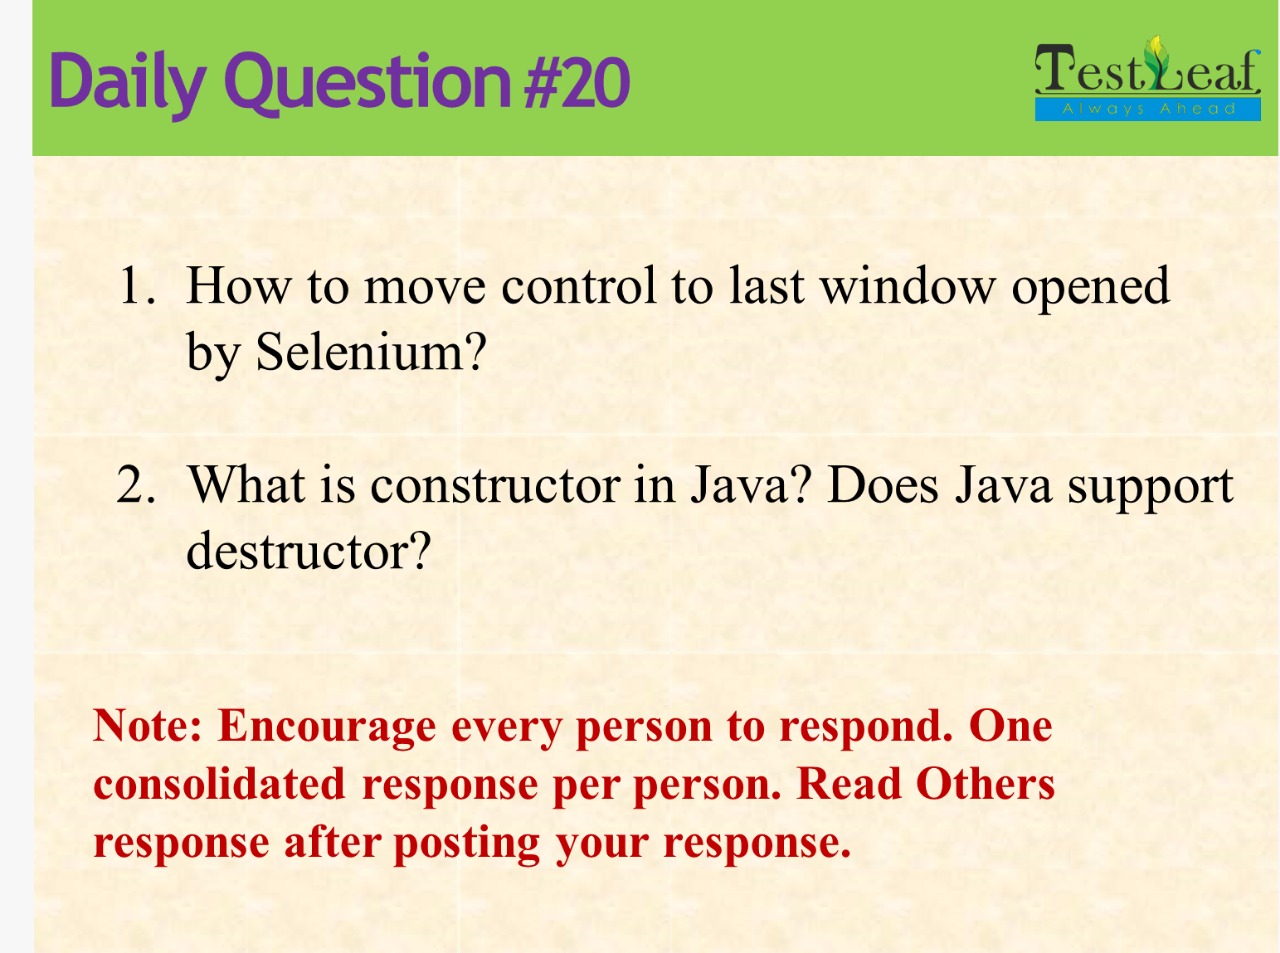 Daily Question #20
TestLeaf
Always Ahead
1. How to move control to last window opened
by Selenium?
2. What is constructor in Java? Does Java support
destructor?
Note: Encourage every person to respond. One
consolidated response per person. Read Others
response after posting your response.